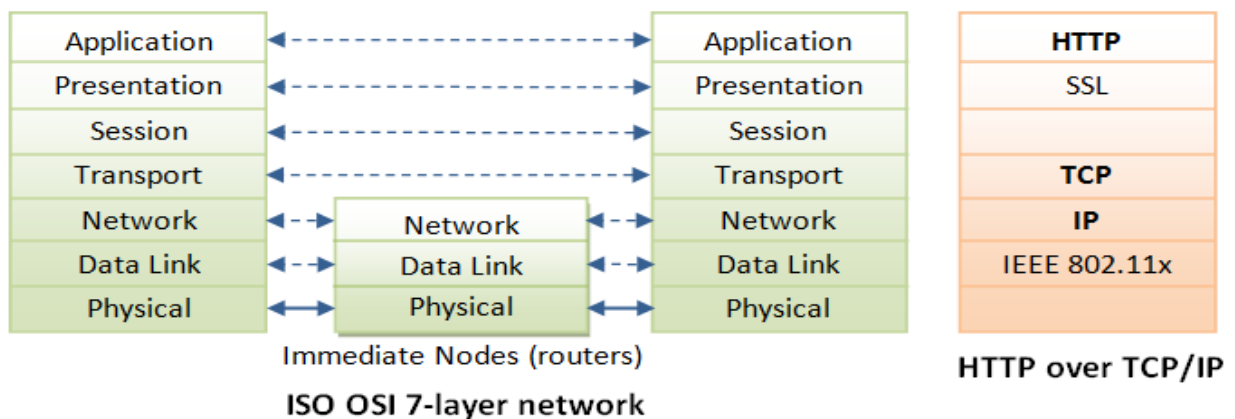 Application
Presentation
Session
Transport
Network
Data Link
Physical
Network
Data Link
Physical
Immediate Nodes (routers)
ISO OSI 7-layer network
Application
Presentation
Session
Transport
Network
Data Link
Physical
HTTP
SSL
TCP
IP
IEEE 802.11x
HTTP over TCP/IP